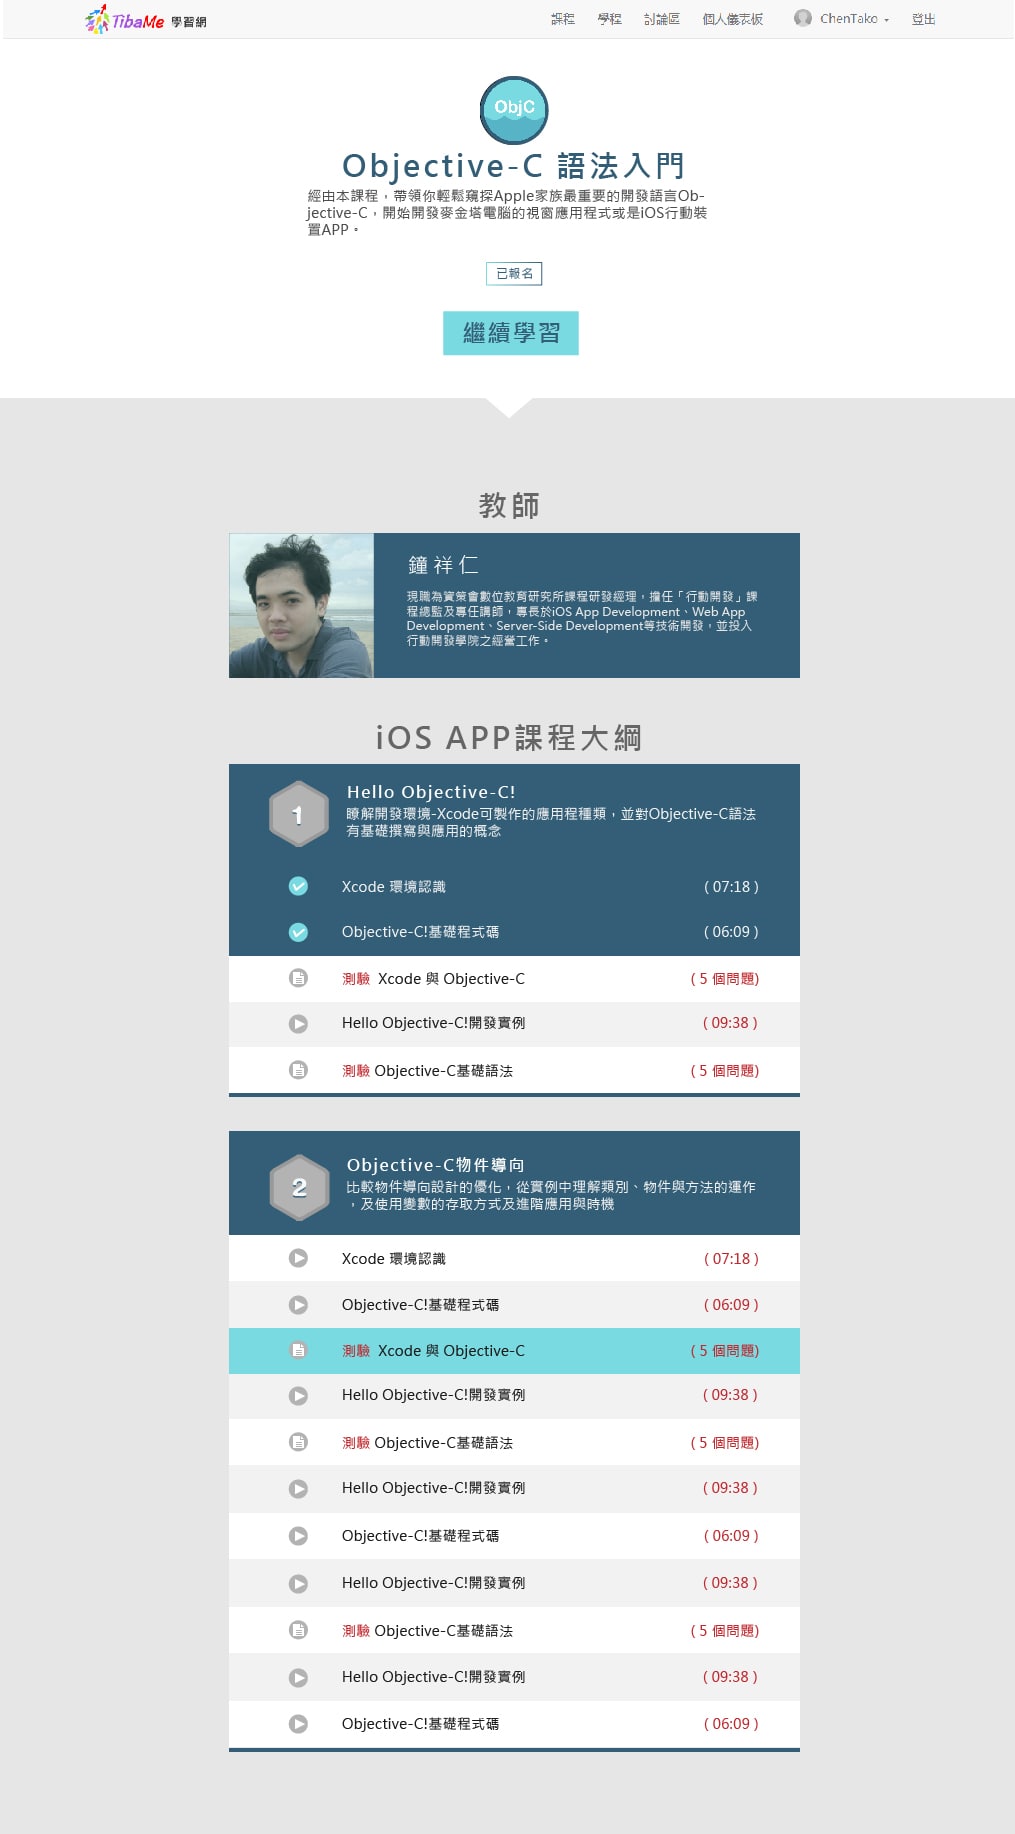 TibaMe 學習網
課程 學程 討論區 個人儀表板 ChenTako 登出
ObjC
Objective-C 語法入門
經由本課程，帶領你輕鬆窺探Apple家族最重要的開發語言Ob-
jective-C，開始開發麥金塔電腦的視窗應用程式或是iOS行動裝
置APP。
已報名
繼續學習
教師
鐘祥仁
現職為資策會數位教育研究所課程研發經理，擔任「行動開發」課
程總監及專任講師，專長於iOS App Development、Web App
Development、Server-Side Development等技術開發，並投入
行動開發學院之經營工作。
iOS APP課程大綱
1
Hello Objective-C!
瞭解開發環境-Xcode可製作的應用程種類，並對Objective-C語法
有基礎撰寫與應用的概念
Xcode 環境認識 ( 07:18 )
Objective-C!基礎程式碼 ( 06:09 )
測驗 Xcode 與 Objective-C ( 5 個問題)
Hello Objective-C!開發實例 ( 09:38 )
測驗 Objective-C基礎語法 ( 5 個問題)
2
Objective-C物件導向
比較物件導向設計的優化，從實例中理解類別、物件與方法的運作
，及使用變數的存取方式及進階應用與時機
Xcode 環境認識 ( 07:18 )
Objective-C!基礎程式碼 ( 06:09 )
測驗 Xcode 與 Objective-C ( 5 個問題)
Hello Objective-C!開發實例 ( 09:38 )
測驗 Objective-C基礎語法 ( 5 個問題)
Hello Objective-C!開發實例 ( 09:38 )
Objective-C!基礎程式碼 ( 06:09 )
Hello Objective-C!開發實例 ( 09:38 )
測驗 Objective-C基礎語法 ( 5 個問題)
Hello Objective-C!開發實例 ( 09:38 )
Objective-C!基礎程式碼 ( 06:09 )